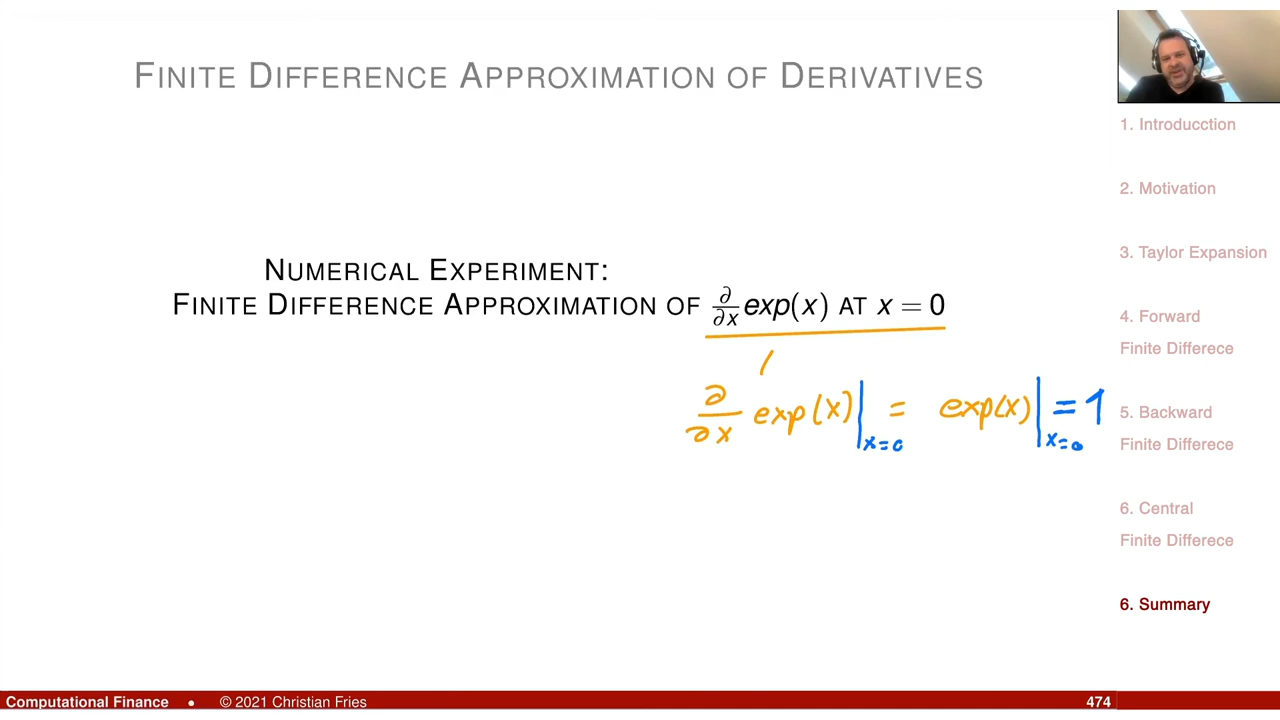 FINITE DIFFERENCE APPROXIMATION OF DERIVATIVES
NUMERICAL EXPERIMENT:
FINITE DIFFERENCE APPROXIMATION OF ∂/∂x exp(x) AT x = 0
∂/∂x exp(x)|x=0 = exp(x)|x=0 = 1
1. Introducction
2. Motivation
3. Taylor Expansion
4. Forward
Finite Differece
5. Backward
Finite Differece
6. Central
Finite Differece
6. Summary
Computational Finance • © 2021 Christian Fries 474